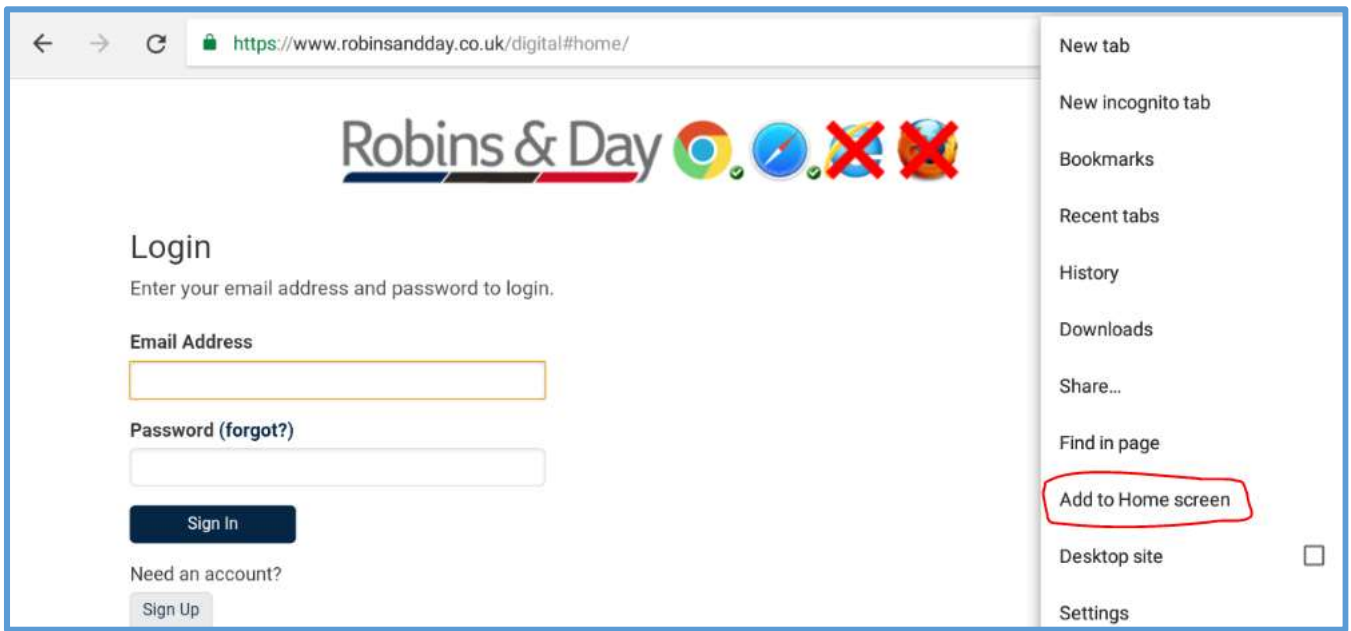 https://www.robinsandday.co.uk/digital#home/
Robins & Day
Login
Enter your email address and password to login.
Email Address
Password (forgot?)
Sign In
Need an account?
Sign Up
New tab
New incognito tab
Bookmarks
Recent tabs
History
Downloads
Share...
Find in page
Add to Home screen
Desktop site
Settings